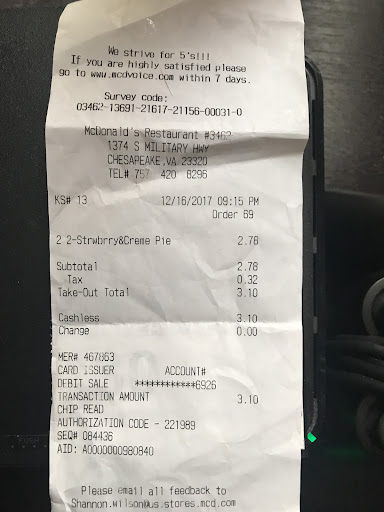 We strive for 5's!!!
If you are highly satisfied please
go to www.mcdvoice.com within 7 days.
Survey code:
03462-13691-21617-21156-00031-0
McDonald's Restaurant #3462
1374 S MILITARY HWY
CHESAPEAKE,VA 23320
TEL# 757 420 8296
KS# 13 12/16/2017 09:15 PM
Order 69
2 2-Strwbrry&Creme Pie 2.78
Subtotal 2.78
Tax 0.32
Take-Out Total 3.10
Cashless 3.10
Change 0.00
MER# 467863
CARD ISSUER ACCOUNT#
DEBIT SALE ************6926
TRANSACTION AMOUNT 3.10
CHIP READ
AUTHORIZATION CODE - 221989
SEQ# 084436
AID: A0000000980840
Please email all feedback to
Shannon.wilson@us.stores.mcd.com